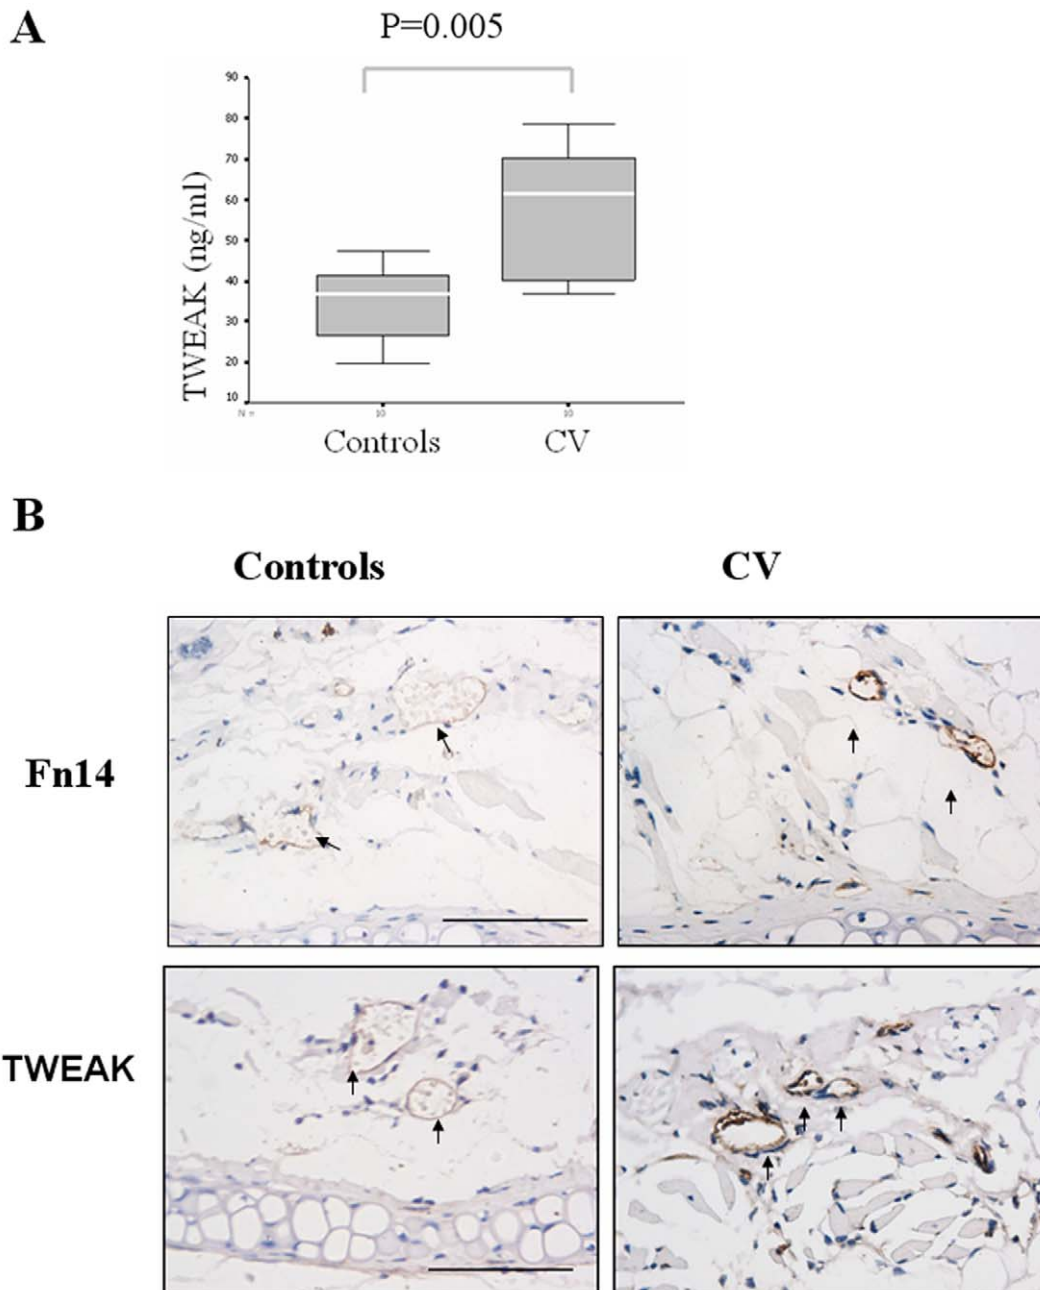 A
P=0.005
TWEAK (ng/ml)
90
80
70
60
50
40
30
20
10
N =
10
10
Controls
CV
B
Controls
CV
Fn14
TWEAK